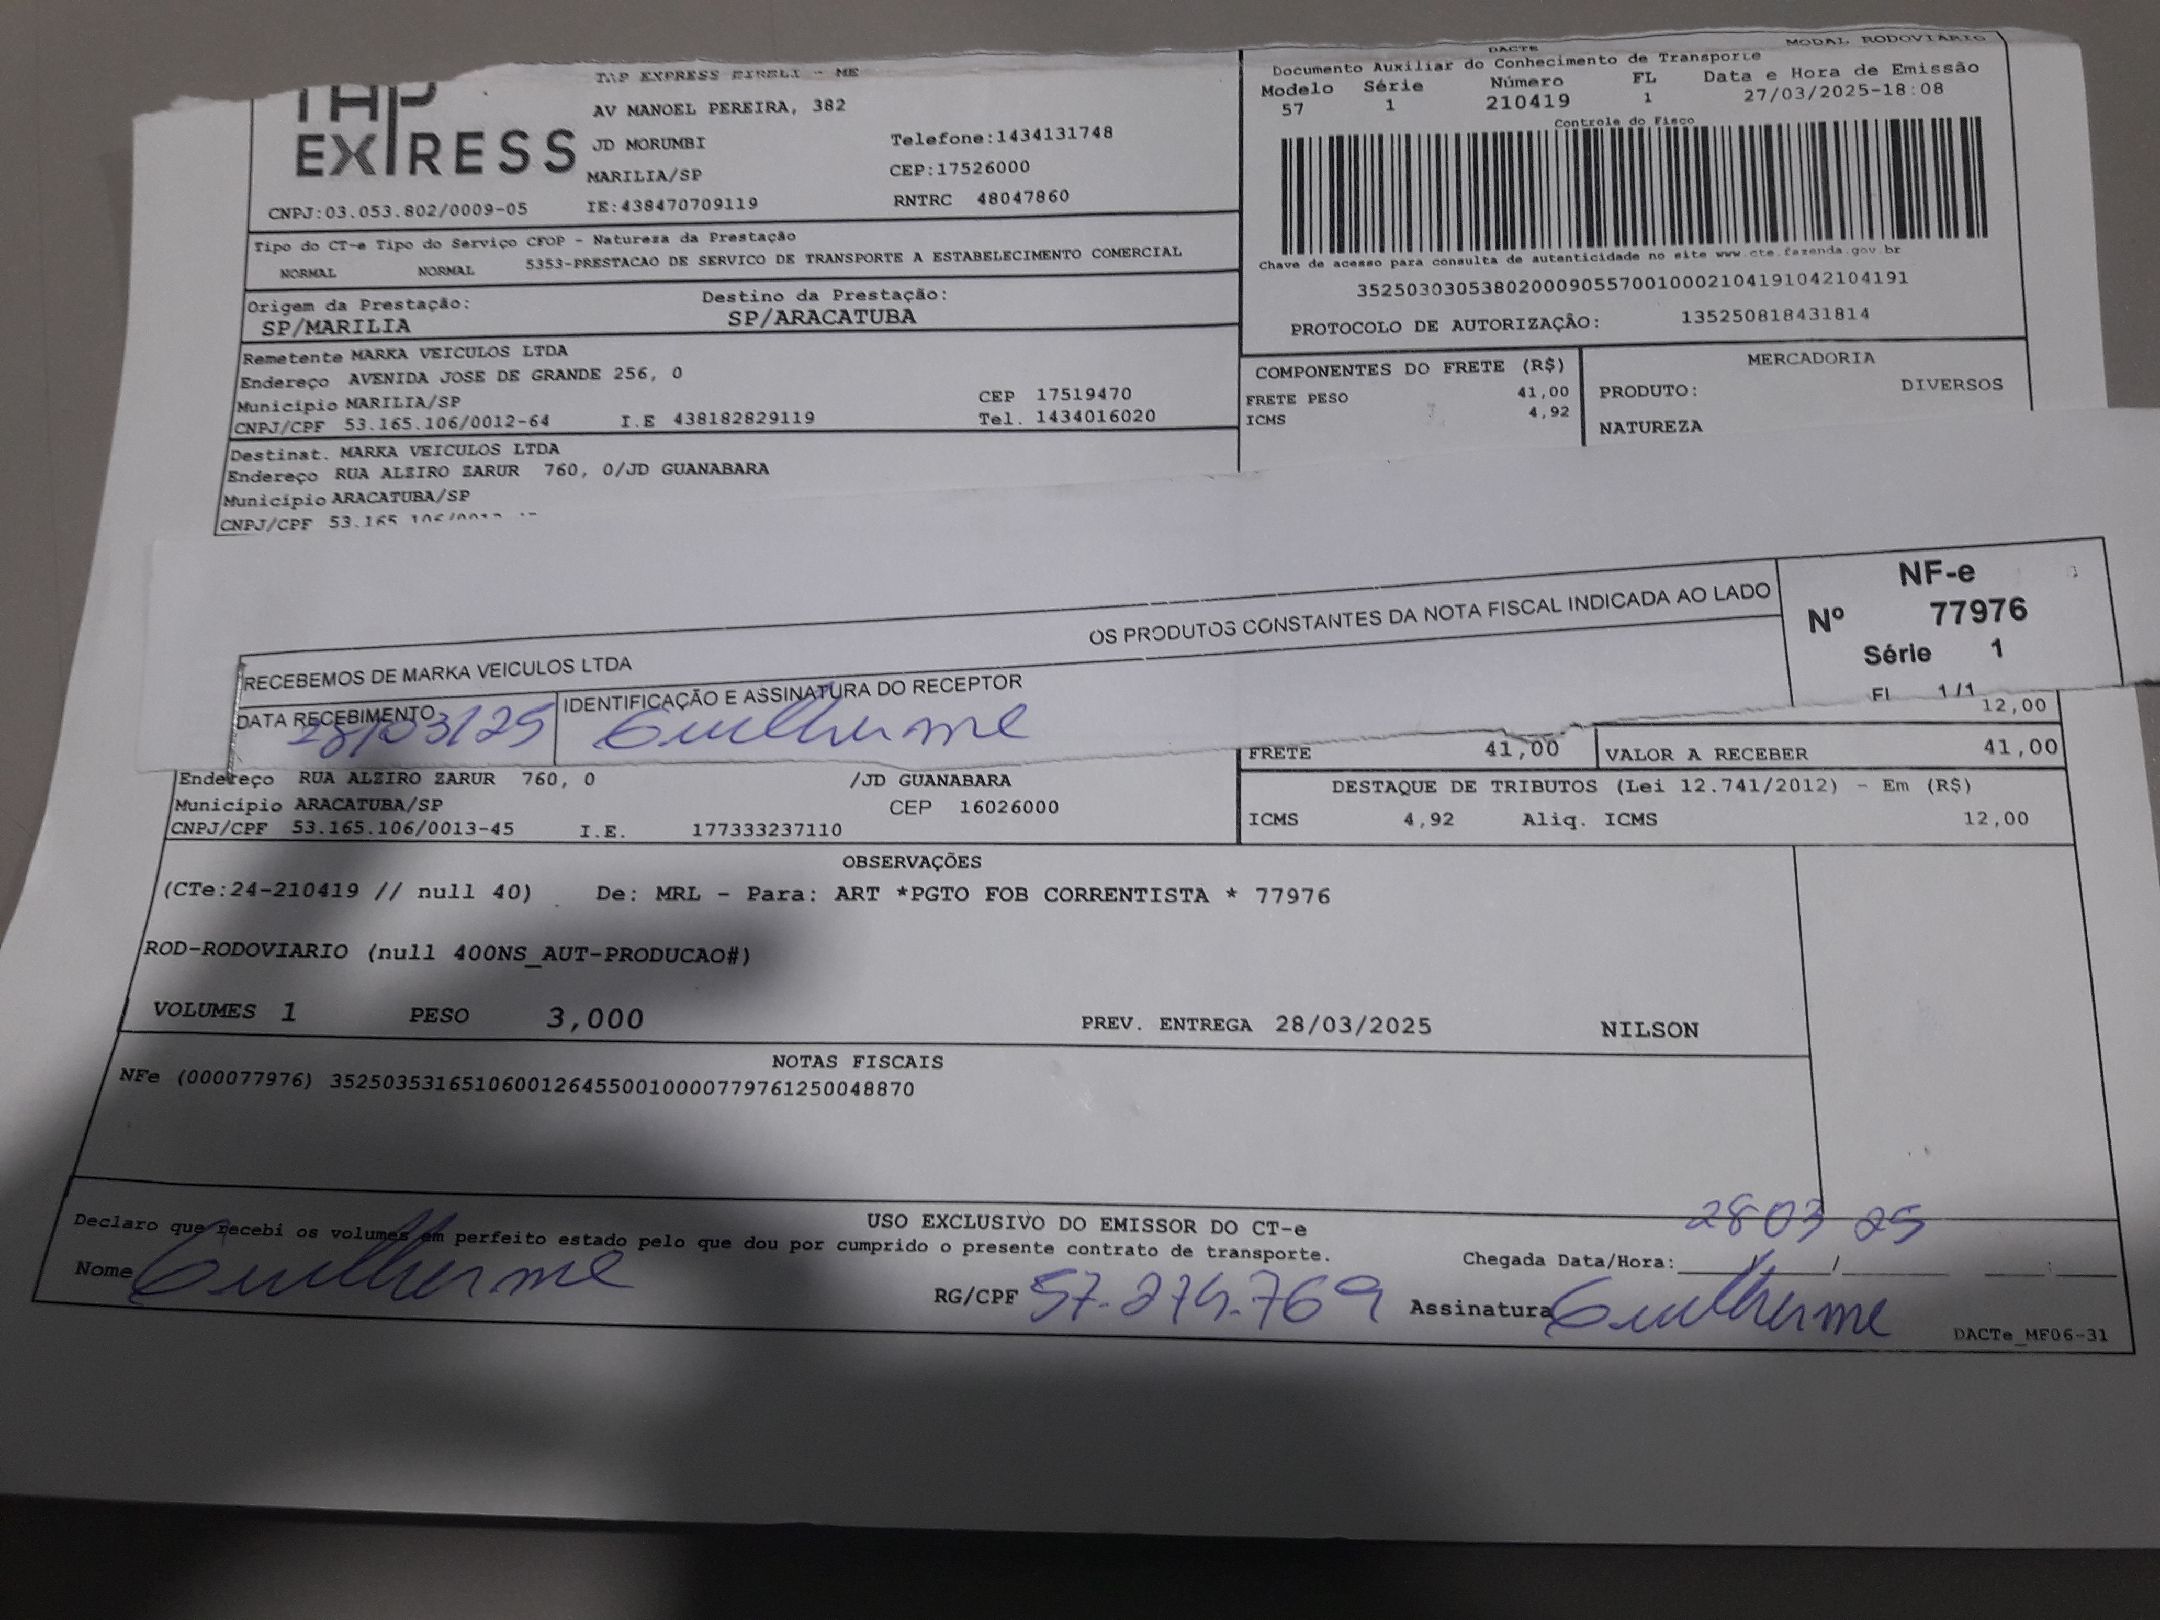 DACTE MODAL RODOVIÁRIO
TAP EXPRESS
TAP EXPRESS EIRELI - ME
AV MANOEL PEREIRA, 382
JD MORUMBI Telefone:1434131748
MARILIA/SP CEP:17526000
CNPJ:03.053.802/0009-05 IE:438470709119 RNTRC 48047860
Documento Auxiliar do Conhecimento de Transporte
Modelo Série Número FL Data e Hora de Emissão
57 1 210419 1 27/03/2025-18:08
Controle do Fisco
Chave de acesso para consulta de autenticidade no site www.cte.fazenda.gov.br
35250303053802000905570010002104191042104191
PROTOCOLO DE AUTORIZAÇÃO: 135250818431814
Tipo do CT-e Tipo do Serviço CFOP - Natureza da Prestação
NORMAL NORMAL 5353-PRESTACAO DE SERVICO DE TRANSPORTE A ESTABELECIMENTO COMERCIAL
Origem da Prestação: Destino da Prestação:
SP/MARILIA SP/ARACATUBA
Remetente MARKA VEICULOS LTDA
Endereço AVENIDA JOSE DE GRANDE 256, 0
Município MARILIA/SP CEP 17519470
CNPJ/CPF 53.165.106/0012-64 I.E 438182829119 Tel. 1434016020
COMPONENTES DO FRETE (R$)
FRETE PESO 41,00
ICMS 4,92
MERCADORIA
PRODUTO: DIVERSOS
NATUREZA
Destinat. MARKA VEICULOS LTDA
Endereço RUA ALZIRO ZARUR 760, 0/JD GUANABARA
Município ARACATUBA/SP
CNPJ/CPF 53.165
RECEBEMOS DE MARKA VEICULOS LTDA OS PRODUTOS CONSTANTES DA NOTA FISCAL INDICADA AO LADO
DATA RECEBIMENTO IDENTIFICAÇÃO E ASSINATURA DO RECEPTOR
28/03/25 Guilherme
NF-e
Nº 77976
Série 1
Fl 1/1
12,00
FRETE 41,00 VALOR A RECEBER 41,00
Endereço RUA ALZIRO ZARUR 760, 0 /JD GUANABARA
Município ARACATUBA/SP CEP 16026000
CNPJ/CPF 53.165.106/0013-45 I.E. 177333237110
DESTAQUE DE TRIBUTOS (Lei 12.741/2012) - Em (R$)
ICMS 4,92 Aliq. ICMS 12,00
OBSERVAÇÕES
(CTe:24-210419 // null 40) De: MRL - Para: ART *PGTO FOB CORRENTISTA * 77976
ROD-RODOVIARIO (null 400NS_AUT-PRODUCAO#)
VOLUMES 1 PESO 3,000 PREV. ENTREGA 28/03/2025 NILSON
NOTAS FISCAIS
NFe (000077976) 35250353165106001264550010000779761250048870
USO EXCLUSIVO DO EMISSOR DO CT-e
Declaro que recebi os volumes em perfeito estado pelo que dou por cumprido o presente contrato de transporte.
28 03 25
Chegada Data/Hora: / / :
Nome Guilherme RG/CPF 57.274.769 Assinatura Guilherme
DACTe_MF06-31